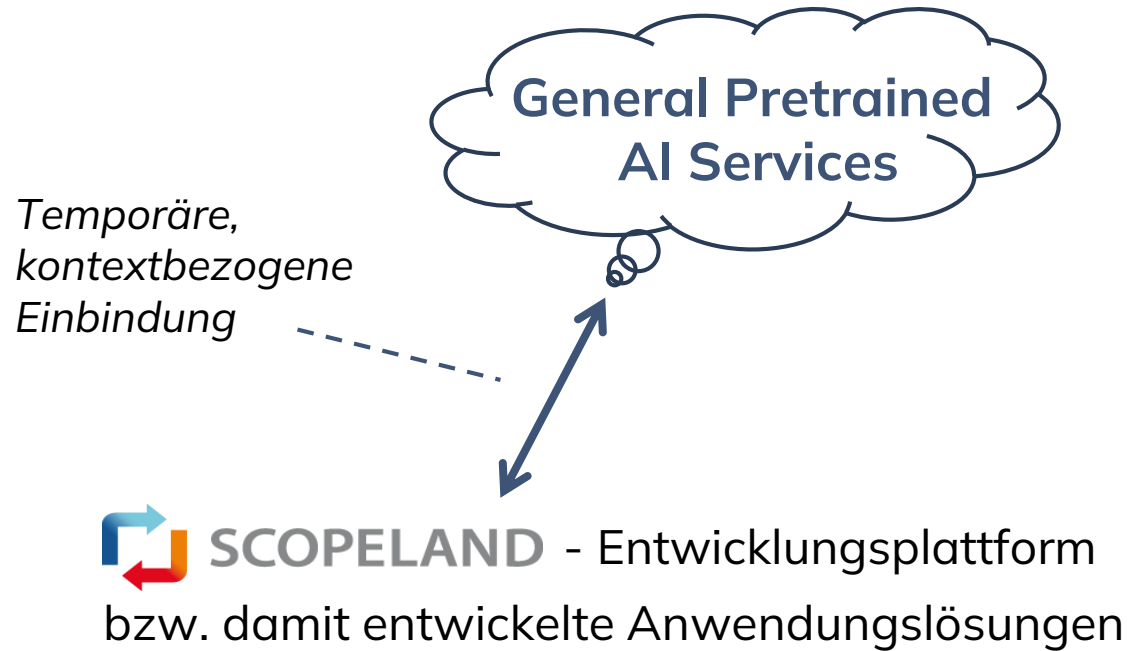 General Pretrained
AI Services
Temporäre,
kontextbezogene
Einbindung
SCOPELAND - Entwicklungsplattform
bzw. damit entwickelte Anwendungslösungen